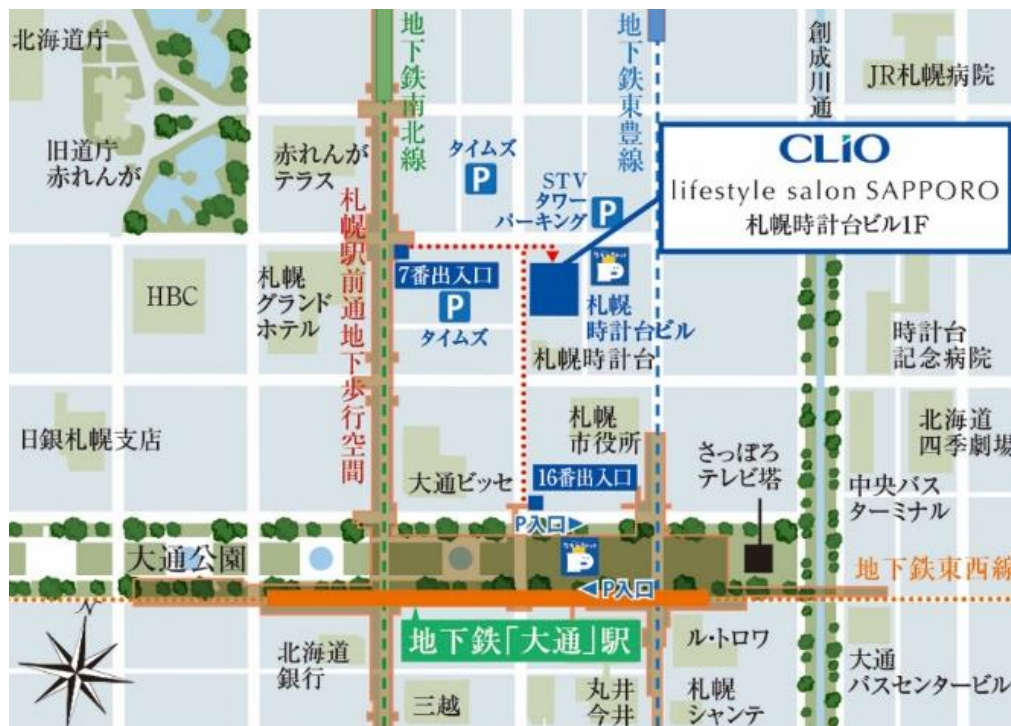 北海道庁
旧道庁
赤れんが
赤れんが
テラス
地下鉄南北線
地下鉄東豊線
創成川通
JR札幌病院
タイムズ
P
STV
タワー
パーキング
P
CLiO
lifestyle salon SAPPORO
札幌時計台ビル1F
札幌駅前通地下歩行空間
7番出入口
P
タイムズ
HBC
札幌
グランド
ホテル
P
札幌
時計台ビル
札幌時計台
時計台
記念病院
日銀札幌支店
大通ビッセ
札幌
市役所
16番出入口
さっぽろ
テレビ塔
北海道
四季劇場
中央バス
ターミナル
P入口
大通公園
P
P入口
地下鉄東西線
N
地下鉄「大通」駅
北海道
銀行
三越
丸井
今井
ル・トロワ
札幌
シャンテ
大通
バスセンタービル